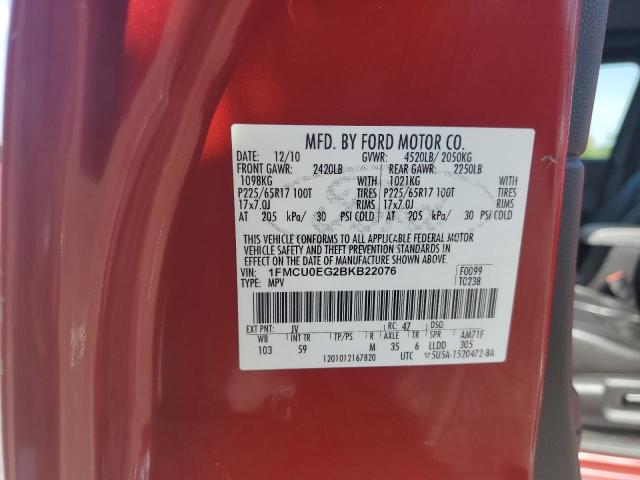 MFD. BY FORD MOTOR CO.
DATE: 12/10 GVWR: 4520LB/ 2050KG
FRONT GAWR: 2420LB REAR GAWR: 2250LB
1098KG WITH 1021KG WITH
P225/65R17 100T TIRES P225/65R17 100T TIRES
17x7.0J RIMS 17x7.0J RIMS
AT 205 kPa/ 30 PSI COLD AT 205 kPa/ 30 PSI COLD
THIS VEHICLE CONFORMS TO ALL APPLICABLE FEDERAL MOTOR
VEHICLE SAFETY AND THEFT PREVENTION STANDARDS IN
EFFECT ON THE DATE OF MANUFACTURE SHOWN ABOVE.
VIN: 1FMCU0EG2BKB22076 F0099
TYPE: MPV T0238
EXT PNT: JV RC: 47 DSO:
WB INT TR TP/PS R AXLE TR SPR AM71F
103 59 M 35 6 LLDD 305
1201012167820 UTC 5U5A-1520472-BA